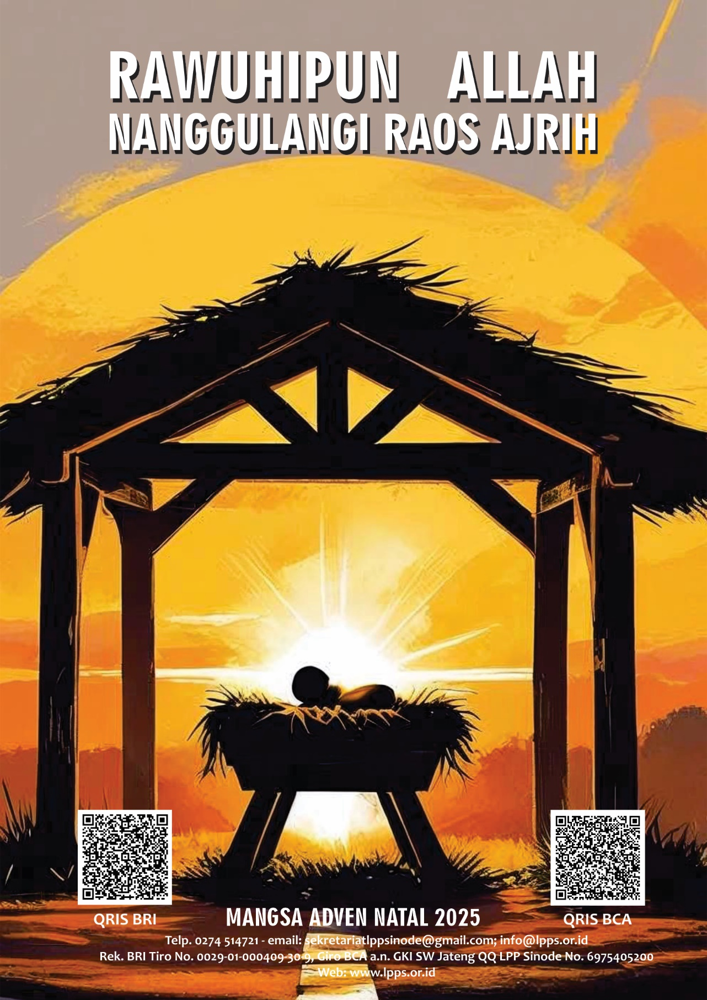 RAWUHIPUN ALLAH
NANGGULANGI RAOS AJRIH
QRIS BRI
QRIS BCA
MANGSA ADVEN NATAL 2025
Telp. 0274 514721 - email: sekretariatlppsinode@gmail.com; info@lpps.or.id
Rek. BRI Tiro No. 0029-01-000409-30-9, Giro BCA a.n. GKI SW Jateng QQ LPP Sinode No. 6975405200
Web: www.lpps.or.id